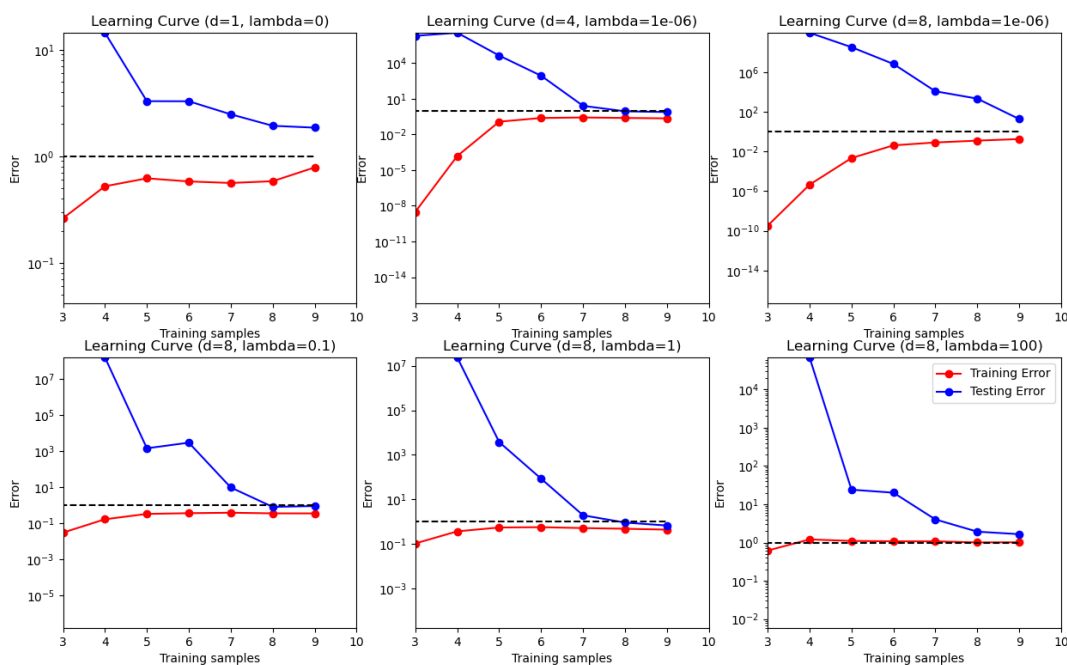 Learning Curve (d=1, lambda=0)
10^1
10^0
10^-1
Error
3 4 5 6 7 8 9 10
Training samples
Learning Curve (d=4, lambda=1e-06)
10^4
10^1
10^-2
10^-5
10^-8
10^-11
10^-14
Error
3 4 5 6 7 8 9 10
Training samples
Learning Curve (d=8, lambda=1e-06)
10^6
10^2
10^-2
10^-6
10^-10
10^-14
Error
3 4 5 6 7 8 9 10
Training samples
Learning Curve (d=8, lambda=0.1)
10^7
10^5
10^3
10^1
10^-1
10^-3
10^-5
Error
3 4 5 6 7 8 9 10
Training samples
Learning Curve (d=8, lambda=1)
10^7
10^5
10^3
10^1
10^-1
10^-3
Error
3 4 5 6 7 8 9 10
Training samples
Learning Curve (d=8, lambda=100)
Training Error
Testing Error
10^4
10^3
10^2
10^1
10^0
10^-1
10^-2
Error
3 4 5 6 7 8 9 10
Training samples